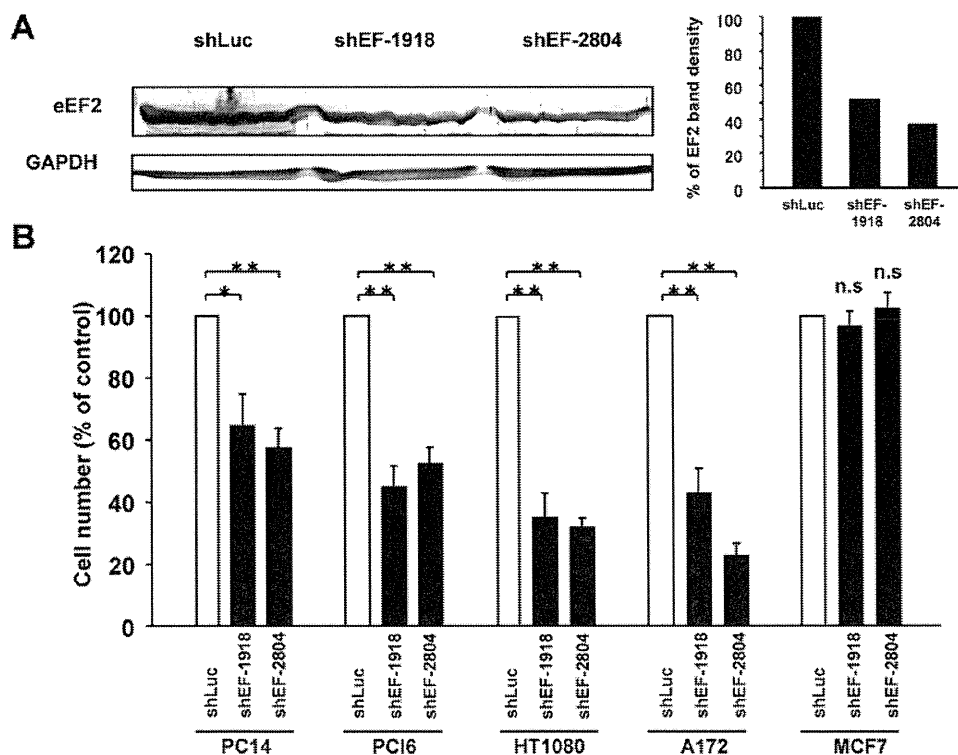 A
shLuc shEF-1918 shEF-2804
eEF2
GAPDH
% of EF2 band density
100
80
60
40
20
0
shLuc shEF-1918 shEF-2804
B
Cell number (% of control)
120
100
80
60
40
20
0
* ** ** ** ** ** ** ** n.s n.s
shLuc shEF-1918 shEF-2804 shLuc shEF-1918 shEF-2804 shLuc shEF-1918 shEF-2804 shLuc shEF-1918 shEF-2804 shLuc shEF-1918 shEF-2804
PC14 PCI6 HT1080 A172 MCF7